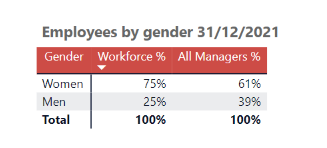 Employees by gender 31/12/2021
Gender Workforce % All Managers %
Women 75% 61%
Men 25% 39%
Total 100% 100%